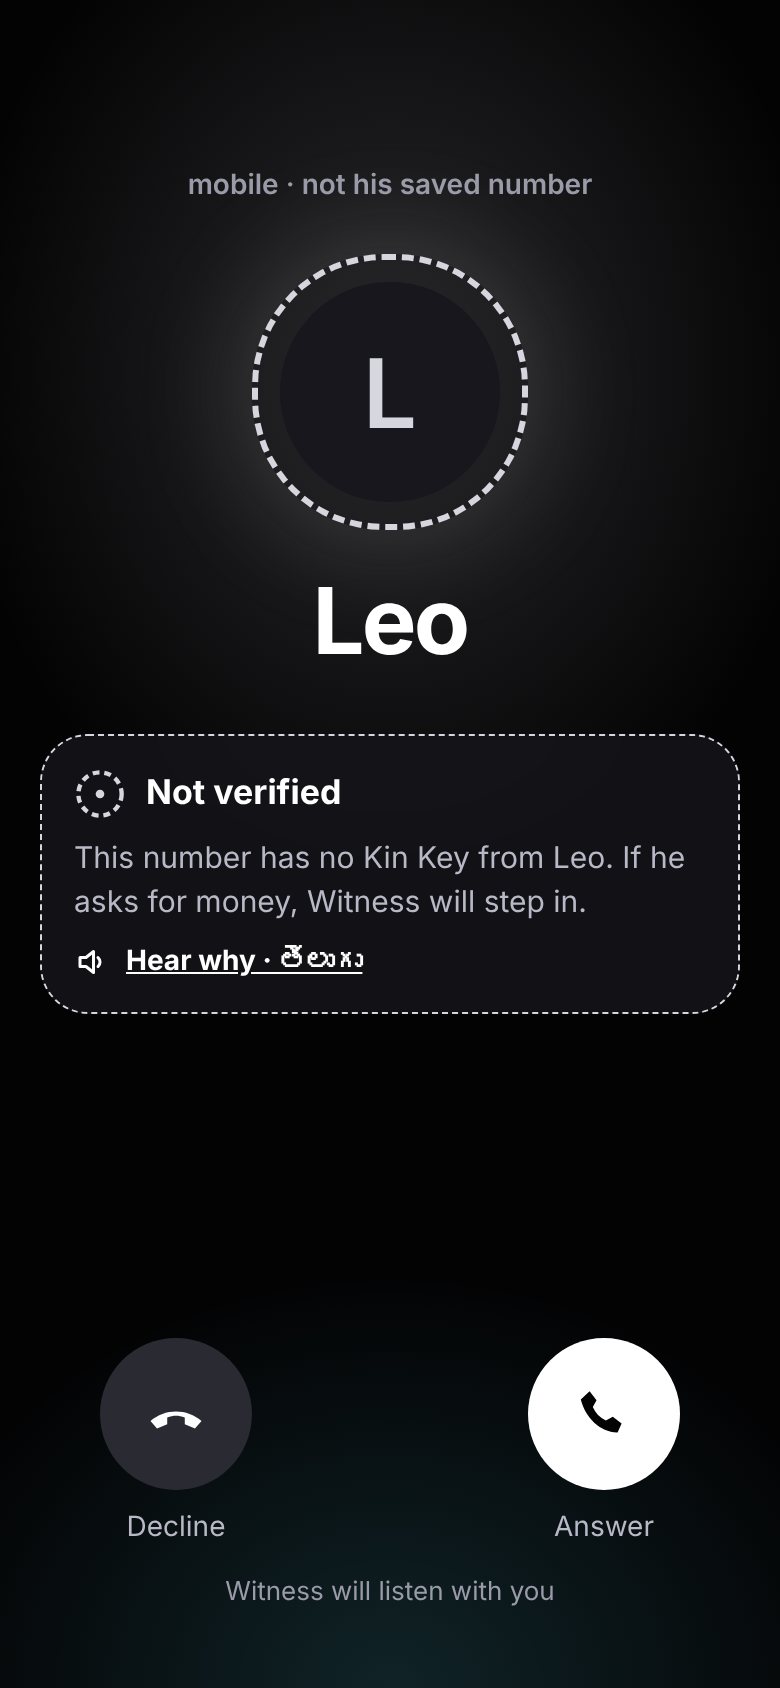 mobile · not his saved number
L
Leo
Not verified
This number has no Kin Key from Leo. If he
asks for money, Witness will step in.
Hear why · తెలుగు
Decline
Answer
Witness will listen with you